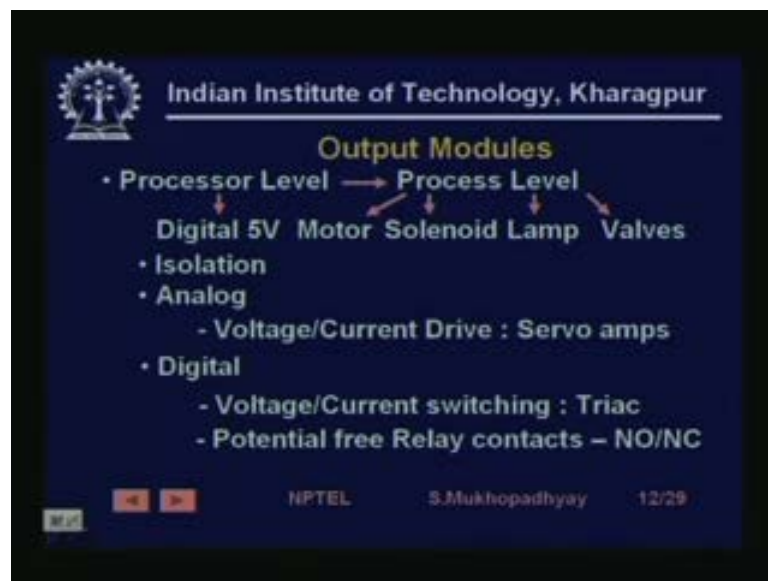 Indian Institute of Technology, Kharagpur
Output Modules
• Processor Level → Process Level
Digital 5V Motor Solenoid Lamp Valves
• Isolation
• Analog
- Voltage/Current Drive : Servo amps
• Digital
- Voltage/Current switching : Triac
- Potential free Relay contacts – NO/NC
NPTEL S.Mukhopadhyay 12/29